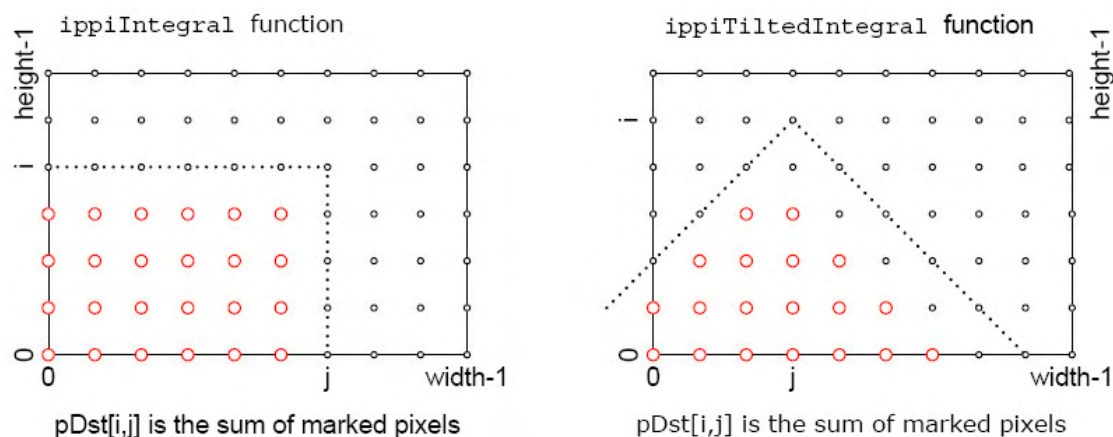 ippiIntegral function
height-1
i
0
0
j
width-1
pDst[i,j] is the sum of marked pixels
ippiTiltedIntegral function
height-1
i
0
0
j
width-1
pDst[i,j] is the sum of marked pixels